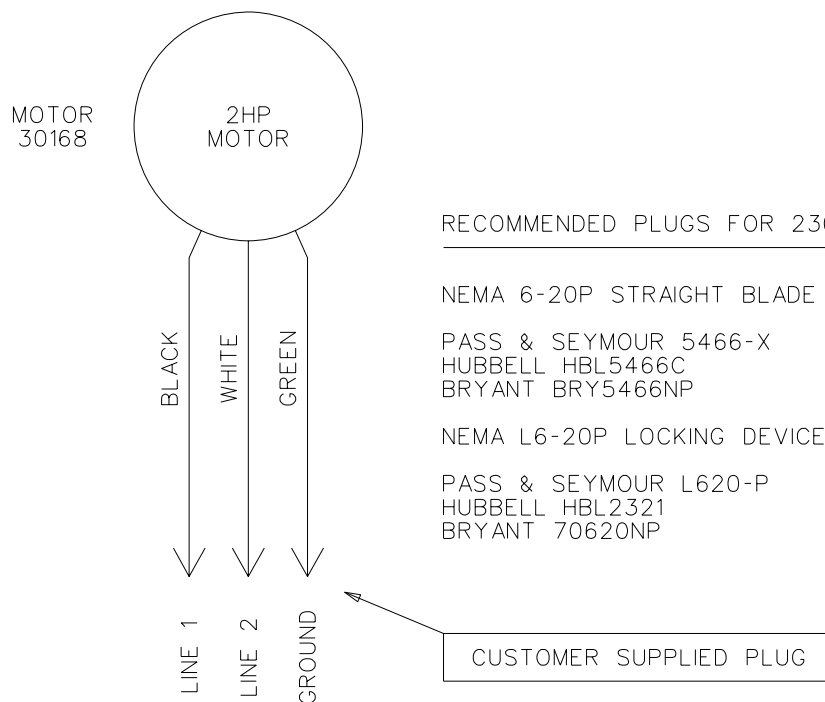 MOTOR
30168
2HP
MOTOR
RECOMMENDED PLUGS FOR
NEMA 6-20P STRAIGHT BLADE
PASS & SEYMOUR 5466-X
HUBBELL HBL5466C
BRYANT BRY5466NP
NEMA L6-20P LOCKING DEVICE
PASS & SEYMOUR L620-P
HUBBELL HBL2321
BRYANT 70620NP
BLACK
WHITE
GREEN
LINE 1
LINE 2
GROUND
CUSTOMER SUPPLIED PLUG